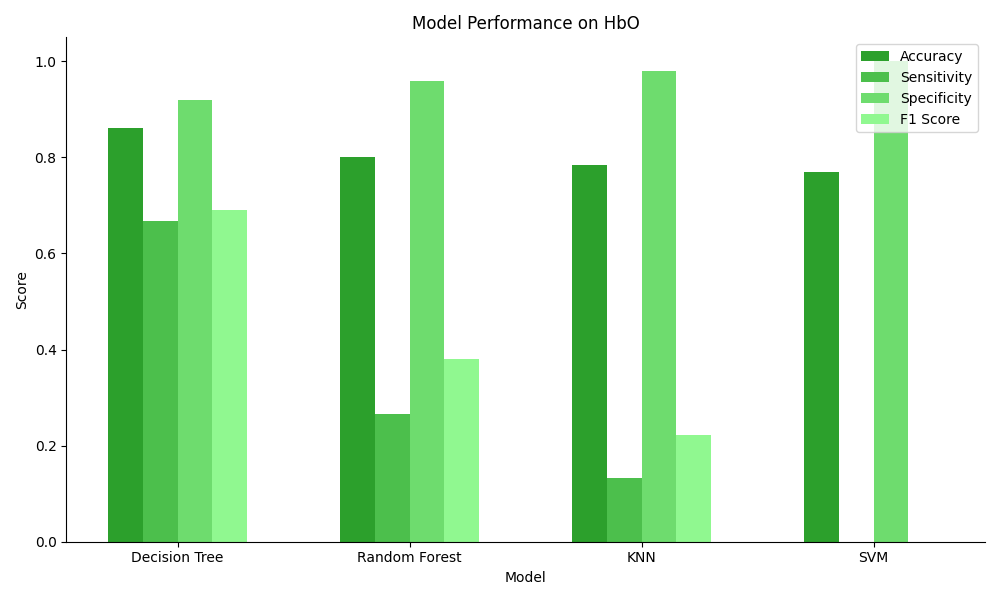 Model Performance on HbO
Accuracy
Sensitivity
Specificity
F1 Score
1.0
0.8
0.6
0.4
0.2
0.0
Score
Decision Tree
Random Forest
KNN
SVM
Model